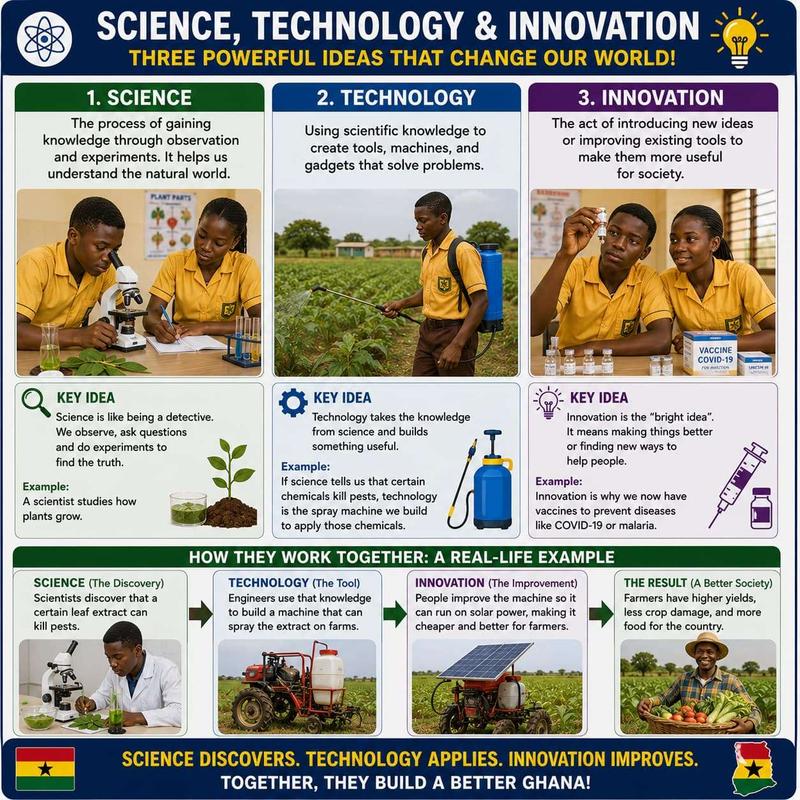 SCIENCE, TECHNOLOGY & INNOVATION
THREE POWERFUL IDEAS THAT CHANGE OUR WORLD!
1. SCIENCE
The process of gaining
knowledge through observation
and experiments. It helps us
understand the natural world.
PLANT PARTS
KEY IDEA
Science is like being a detective.
We observe, ask questions
and do experiments to
find the truth.
Example:
A scientist studies how
plants grow.
2. TECHNOLOGY
Using scientific knowledge to
create tools, machines, and
gadgets that solve problems.
KEY IDEA
Technology takes the knowledge
from science and builds
something useful.
Example:
If science tells us that certain
chemicals kill pests, technology
is the spray machine we build
to apply those chemicals.
3. INNOVATION
The act of introducing new ideas
or improving existing tools to
make them more useful
for society.
VACCINE
COVID-19
KEY IDEA
Innovation is the “bright idea”.
It means making things better
or finding new ways to
help people.
Example:
Innovation is why we now have
vaccines to prevent diseases
like COVID-19 or malaria.
HOW THEY WORK TOGETHER: A REAL-LIFE EXAMPLE
SCIENCE (The Discovery)
Scientists discover that a
certain leaf extract can
kill pests.
TECHNOLOGY (The Tool)
Engineers use that knowledge
to build a machine that can
spray the extract on farms.
INNOVATION (The Improvement)
People improve the machine so it
can run on solar power, making it
cheaper and better for farmers.
THE RESULT (A Better Society)
Farmers have higher yields,
less crop damage, and more
food for the country.
SCIENCE DISCOVERS. TECHNOLOGY APPLIES. INNOVATION IMPROVES.
TOGETHER, THEY BUILD A BETTER GHANA!